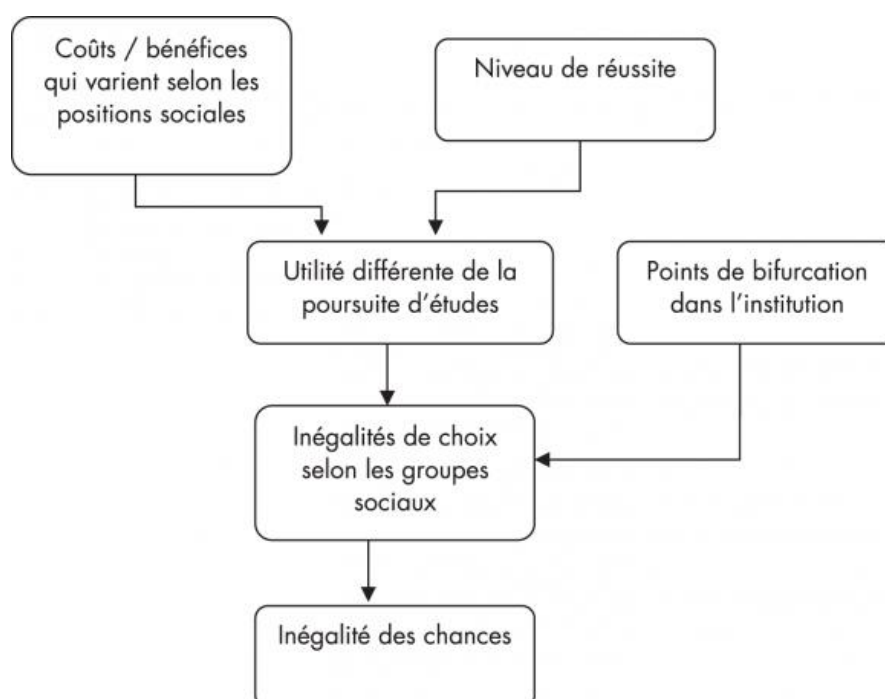 Coûts / bénéfices
qui varient selon les
positions sociales
Niveau de réussite
Utilité différente de la
poursuite d'études
Points de bifurcation
dans l'institution
Inégalités de choix
selon les groupes
sociaux
Inégalité des chances